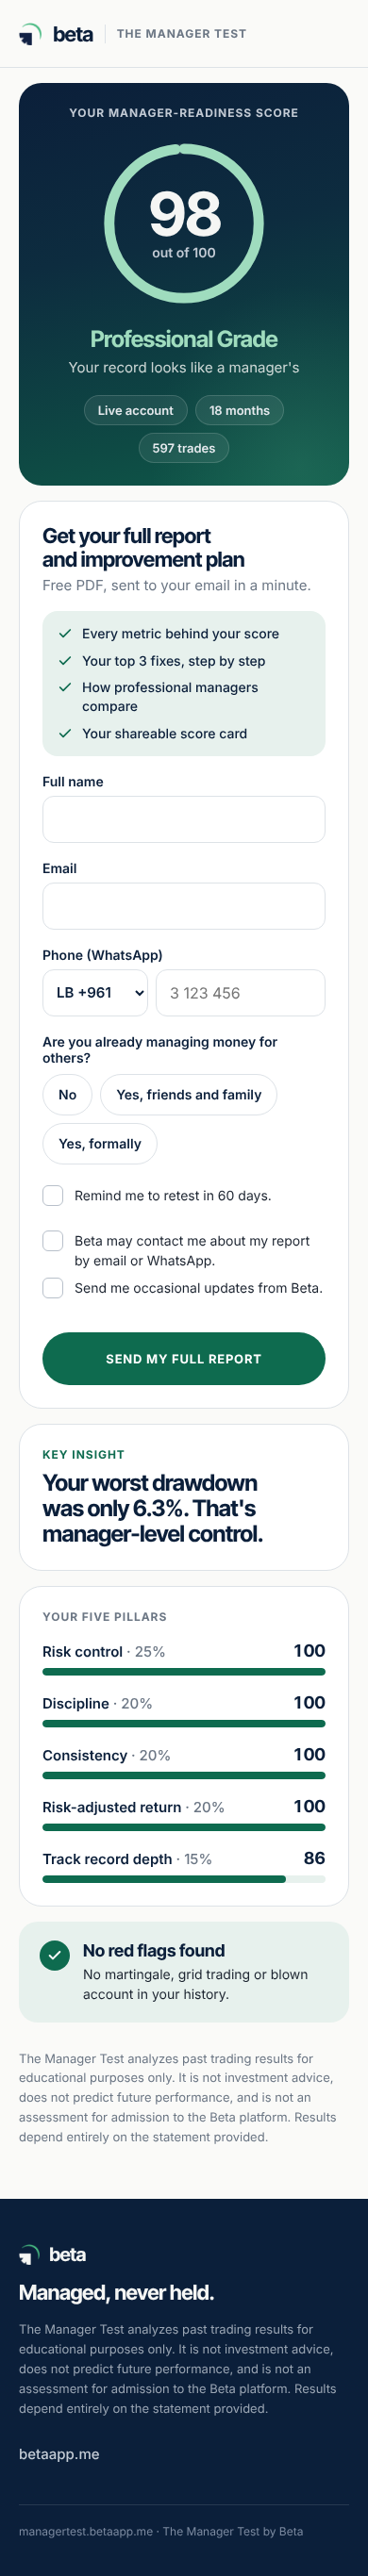 beta
THE MANAGER TEST
YOUR MANAGER-READINESS SCORE
98
out of 100
Professional Grade
Your record looks like a manager's
Live account
18 months
597 trades
Get your full report
and improvement plan
Free PDF, sent to your email in a minute.
Every metric behind your score
Your top 3 fixes, step by step
How professional managers
compare
Your shareable score card
Full name
Email
Phone (WhatsApp)
LB +961
3 123 456
Are you already managing money for
others?
No
Yes, friends and family
Yes, formally
Remind me to retest in 60 days.
Beta may contact me about my report
by email or WhatsApp.
Send me occasional updates from Beta.
SEND MY FULL REPORT
KEY INSIGHT
Your worst drawdown
was only 6.3%. That's
manager-level control.
YOUR FIVE PILLARS
Risk control · 25% 100
Discipline · 20% 100
Consistency · 20% 100
Risk-adjusted return · 20% 100
Track record depth · 15% 86
No red flags found
No martingale, grid trading or blown
account in your history.
The Manager Test analyzes past trading results for
educational purposes only. It is not investment advice,
does not predict future performance, and is not an
assessment for admission to the Beta platform. Results
depend entirely on the statement provided.
beta
Managed, never held.
The Manager Test analyzes past trading results for
educational purposes only. It is not investment advice,
does not predict future performance, and is not an
assessment for admission to the Beta platform. Results
depend entirely on the statement provided.
betaapp.me
managertest.betaapp.me · The Manager Test by Beta